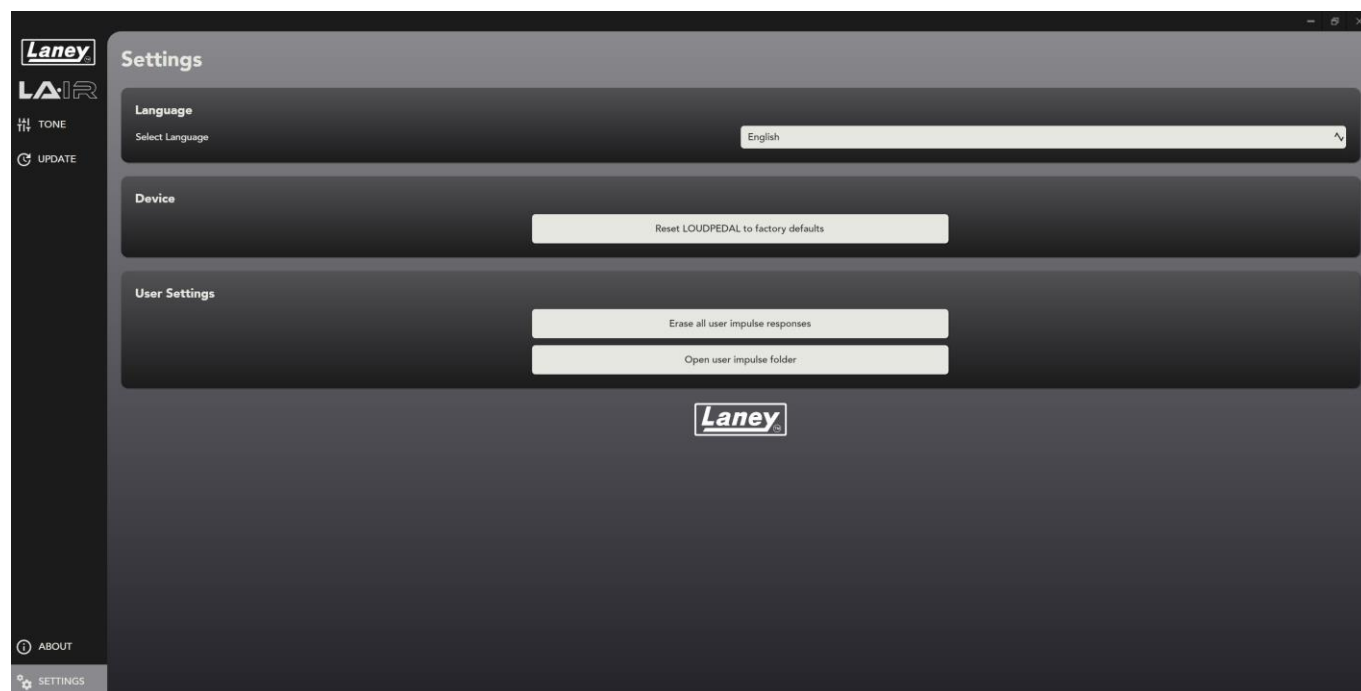 Laney
LA·IR
TONE
UPDATE
Settings
Language
Select Language
English
Device
Reset LOUDPEDAL to factory defaults
User Settings
Erase all user impulse responses
Open user impulse folder
Laney
ABOUT
SETTINGS